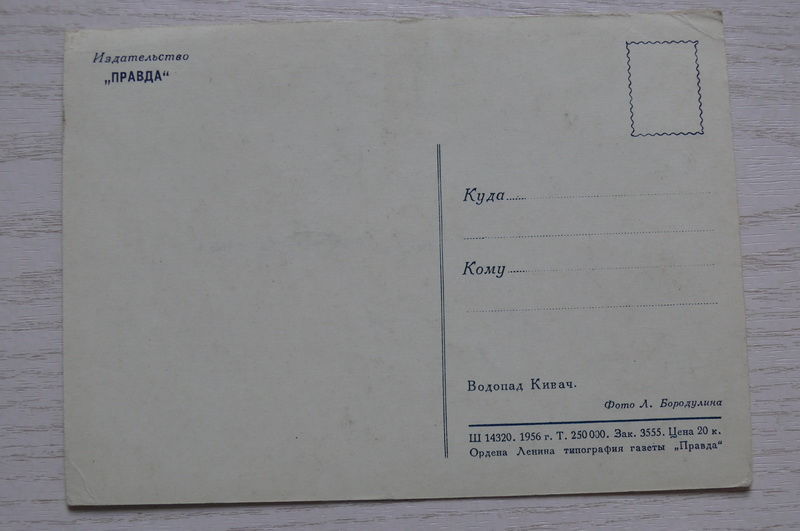 Издательство
„ПРАВДА“
Куда
Кому
Водопад Кивач.
Фото Л. Бородулина
Ш 14320. 1956 г. Т. 250 000. Зак. 3555. Цена 20 к.
Ордена Ленина типография газеты „Правда“